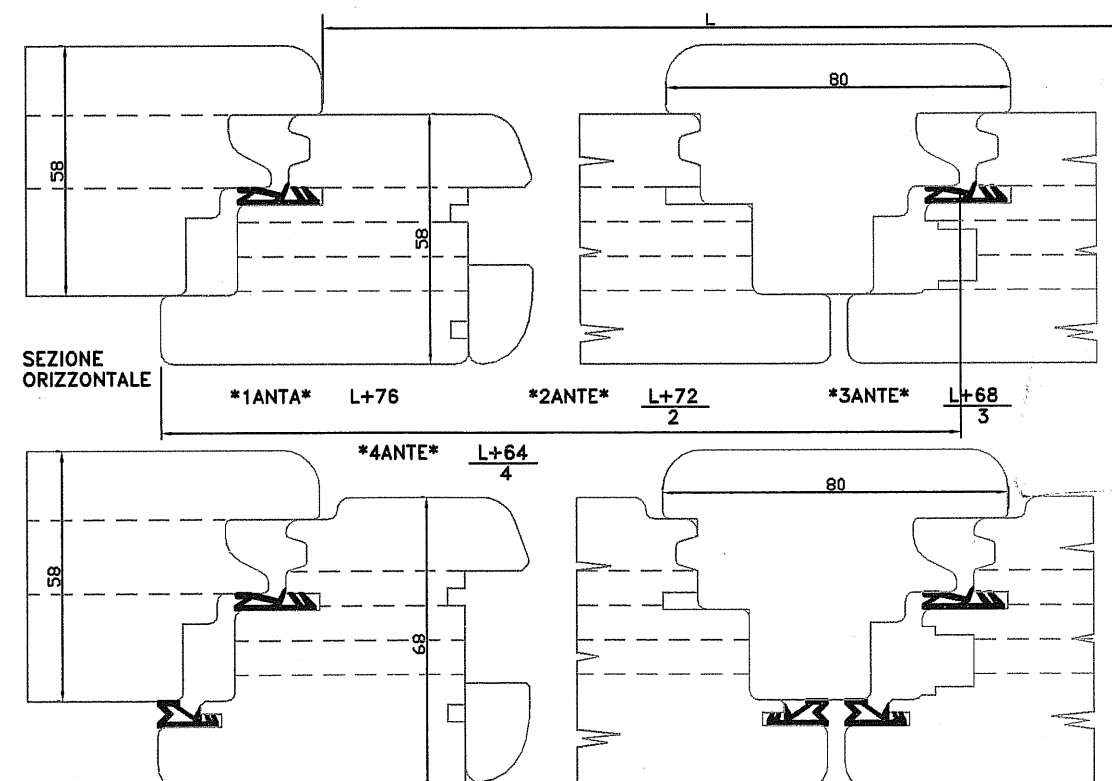 L
80
58
58
SEZIONE
ORIZZONTALE
*1ANTA* L+76
*2ANTE* L+72
2
*3ANTE* L+68
3
*4ANTE* L+64
4
80
58
68